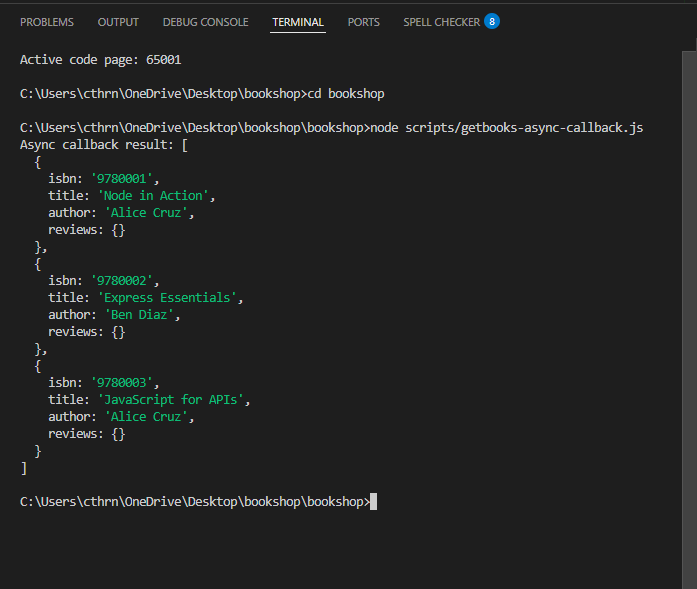 PROBLEMS OUTPUT DEBUG CONSOLE TERMINAL PORTS SPELL CHECKER 8
Active code page: 65001
C:\Users\cthrn\OneDrive\Desktop\bookshop>cd bookshop
C:\Users\cthrn\OneDrive\Desktop\bookshop\bookshop>node scripts/getbooks-async-callback.js
Async callback result: [
  {
    isbn: '9780001',
    title: 'Node in Action',
    author: 'Alice Cruz',
    reviews: {}
  },
  {
    isbn: '9780002',
    title: 'Express Essentials',
    author: 'Ben Diaz',
    reviews: {}
  },
  {
    isbn: '9780003',
    title: 'JavaScript for APIs',
    author: 'Alice Cruz',
    reviews: {}
  }
]
C:\Users\cthrn\OneDrive\Desktop\bookshop\bookshop>